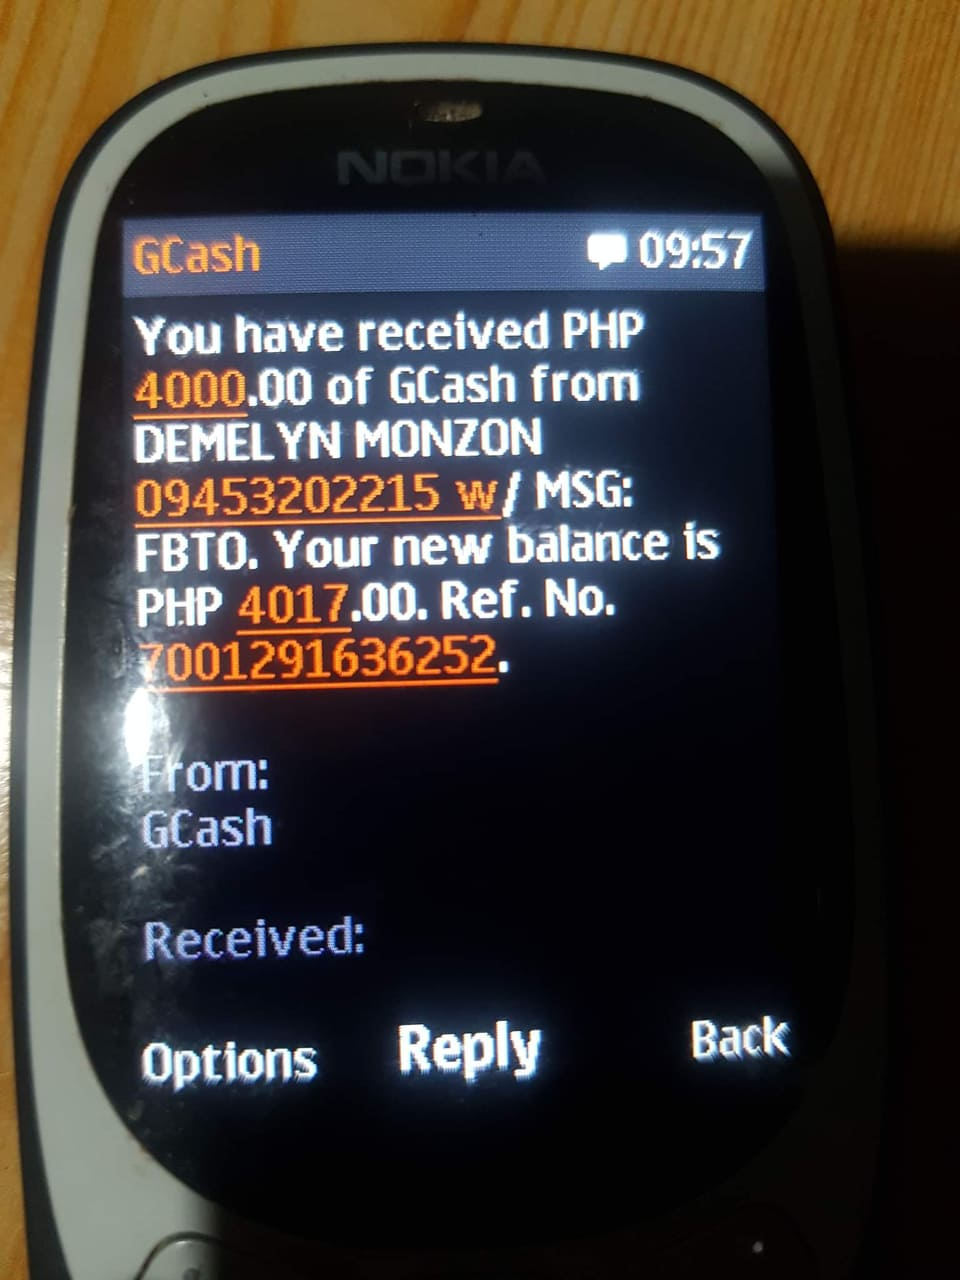 NOKIA
GCash 09:57
You have received PHP
4000.00 of GCash from
DEMELYN MONZON
09453202215 w/ MSG:
FBTO. Your new balance is
PHP 4017.00. Ref. No.
7001291636252.
From:
GCash
Received:
Options Reply Back